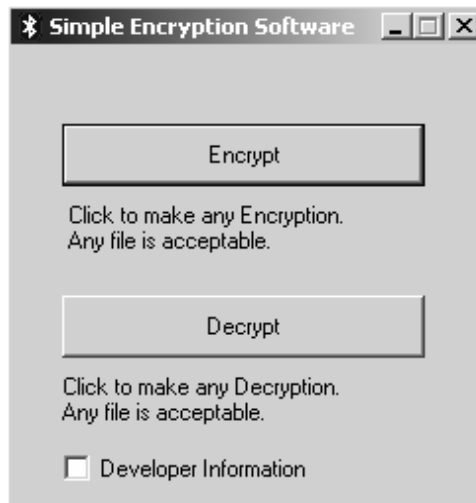 Simple Encryption Software
Encrypt
Click to make any Encryption.
Any file is acceptable.
Decrypt
Click to make any Decryption.
Any file is acceptable.
Developer Information